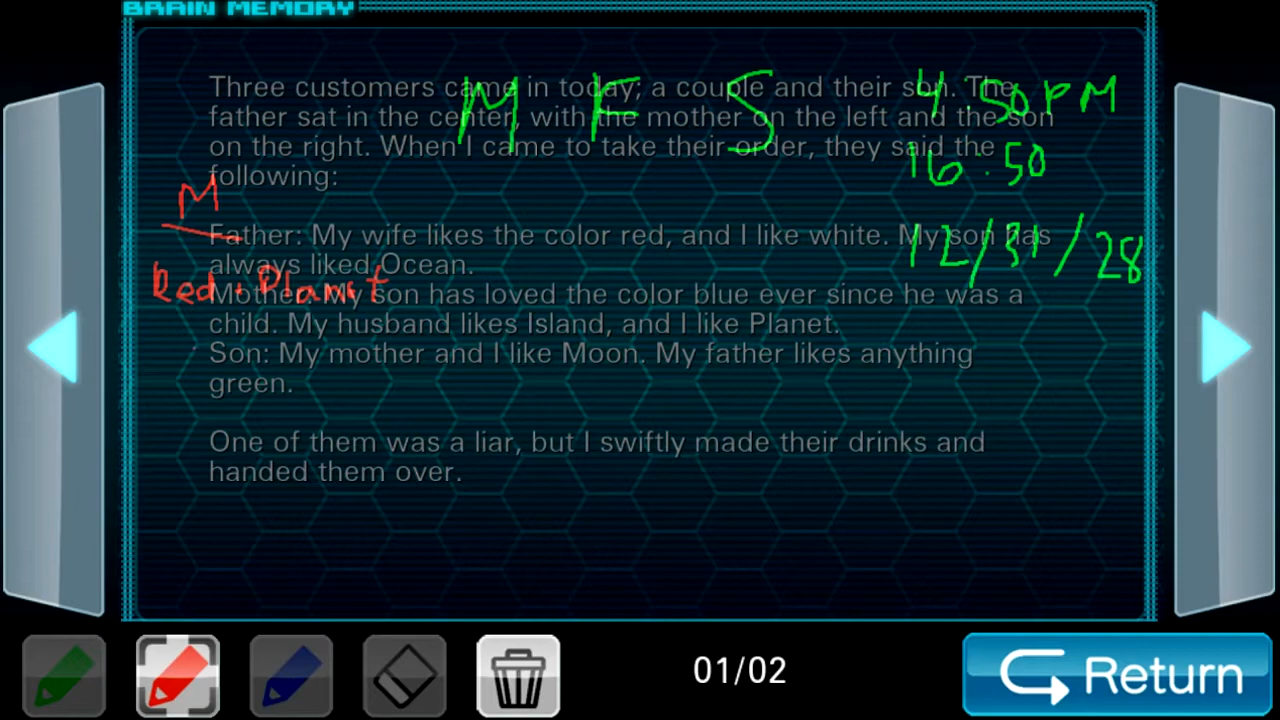 BRAIN MEMORY
Three customers came in today; a couple and their son. The
father sat in the center, with the mother on the left and the son
on the right. When I came to take their order, they said the
following:
M F S
4:50 PM
16:50
12/31/28
M
Red · Planet
Father: My wife likes the color red, and I like white. My son has
always liked Ocean.
Mother: My son has loved the color blue ever since he was a
child. My husband likes Island, and I like Planet.
Son: My mother and I like Moon. My father likes anything
green.
One of them was a liar, but I swiftly made their drinks and
handed them over.
01/02
Return